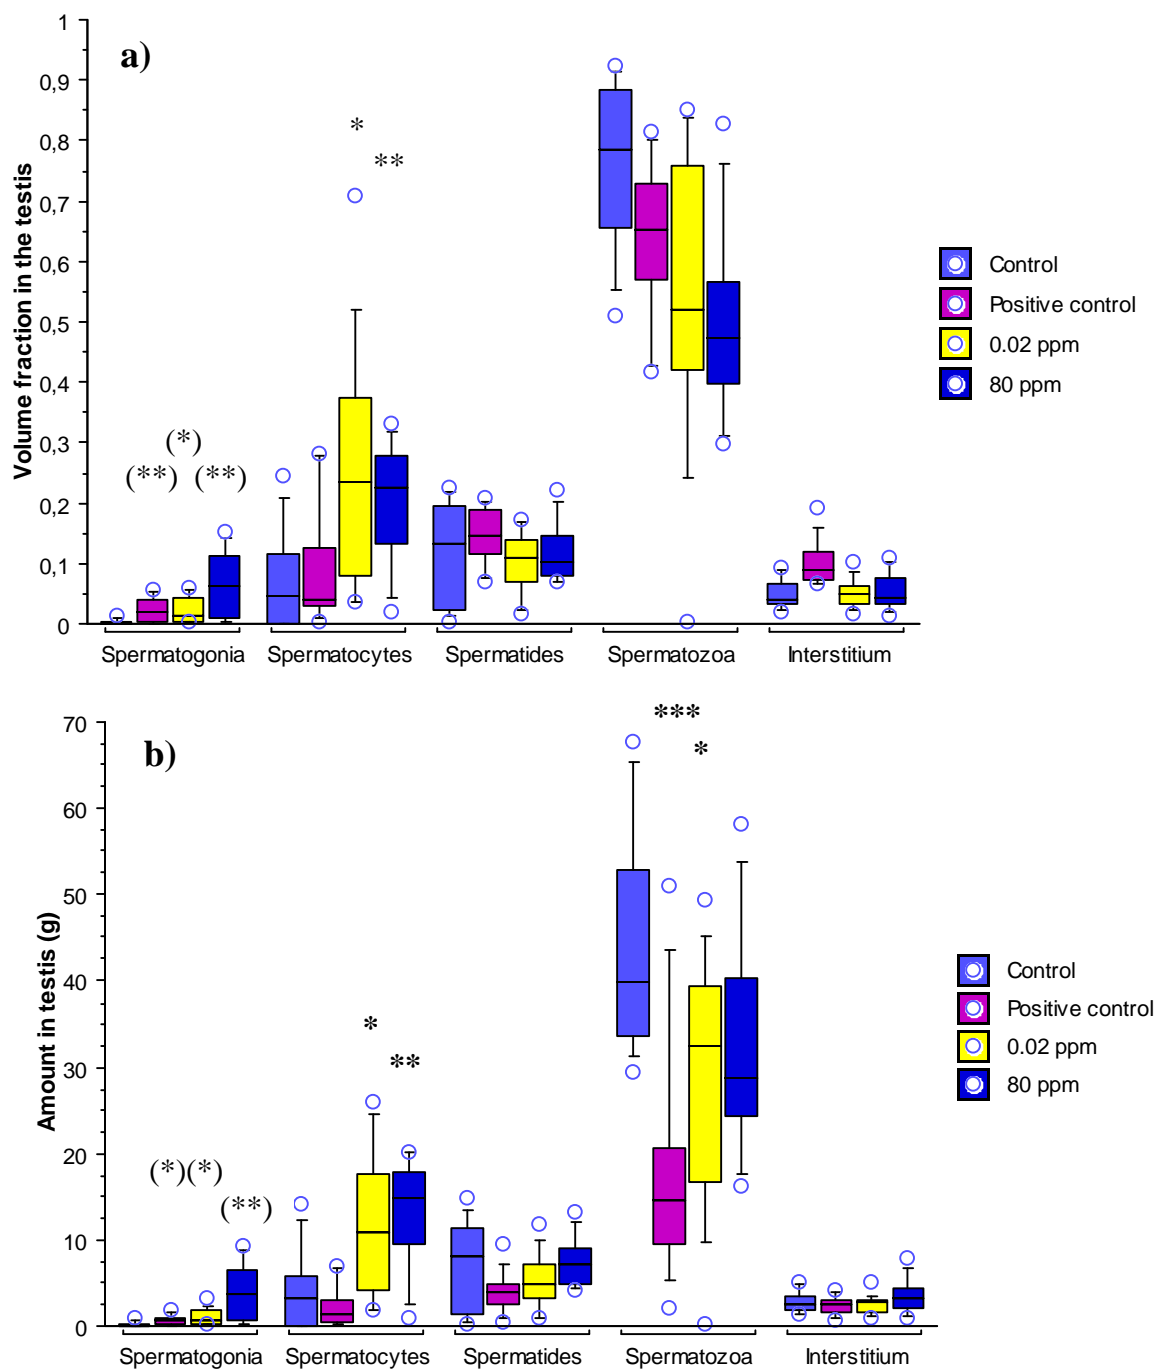 a)
Volume fraction in the testis
1
0,9
0,8
0,7
0,6
0,5
0,4
0,3
0,2
0,1
0
*
**
(*)
(**) (**)
Spermatogonia Spermatocytes Spermatides Spermatozoa Interstitium
Control
Positive control
0.02 ppm
80 ppm
b)
Amount in testis (g)
70
60
50
40
30
20
10
0
***
*
*
**
(*)(*)
(**)
Spermatogonia Spermatocytes Spermatides Spermatozoa Interstitium
Control
Positive control
0.02 ppm
80 ppm